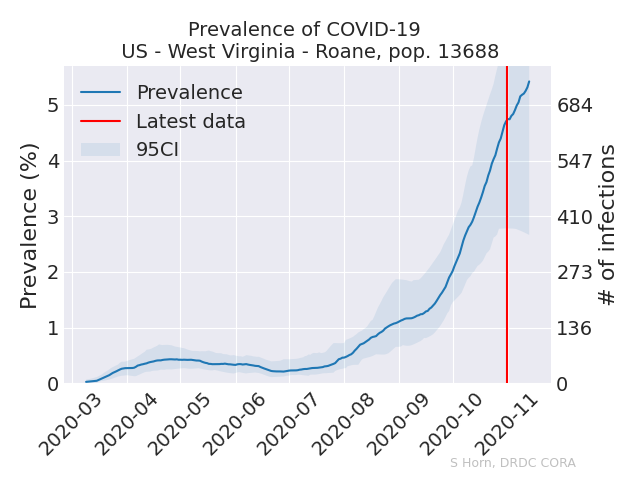 Prevalence of COVID-19
US - West Virginia - Roane, pop. 13688
Prevalence
Latest data
95CI
Prevalence (%)
5
4
3
2
1
0
684
547
410
273
136
0
# of infections
2020-03
2020-04
2020-05
2020-06
2020-07
2020-08
2020-09
2020-10
2020-11
S Horn, DRDC CORA